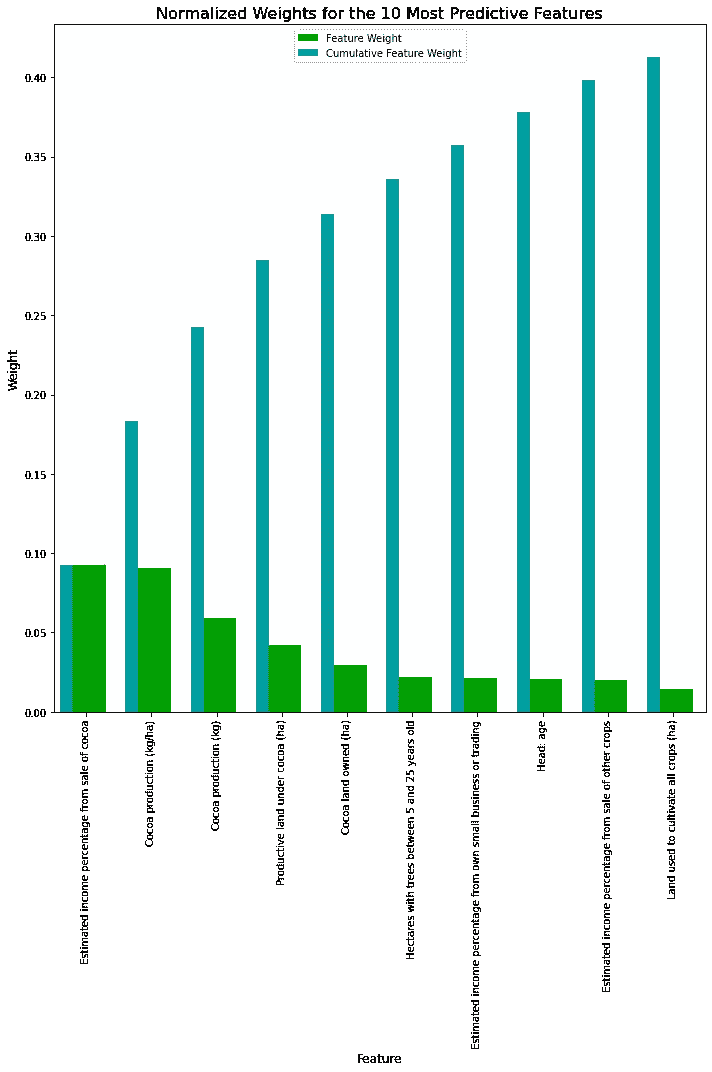 Normalized Weights for the 10 Most Predictive Features
Feature Weight
Cumulative Feature Weight
0.40
0.35
0.30
0.25
0.20
0.15
0.10
0.05
0.00
Weight
Estimated income percentage from sale of cocoa
Cocoa production (kg/ha)
Cocoa production (kg)
Productive land under cocoa (ha)
Cocoa land owned (ha)
Hectares with trees between 5 and 25 years old
Estimated income percentage from own small business or trading
Head: age
Estimated income percentage from sale of other crops
Land used to cultivate all crops (ha)
Feature